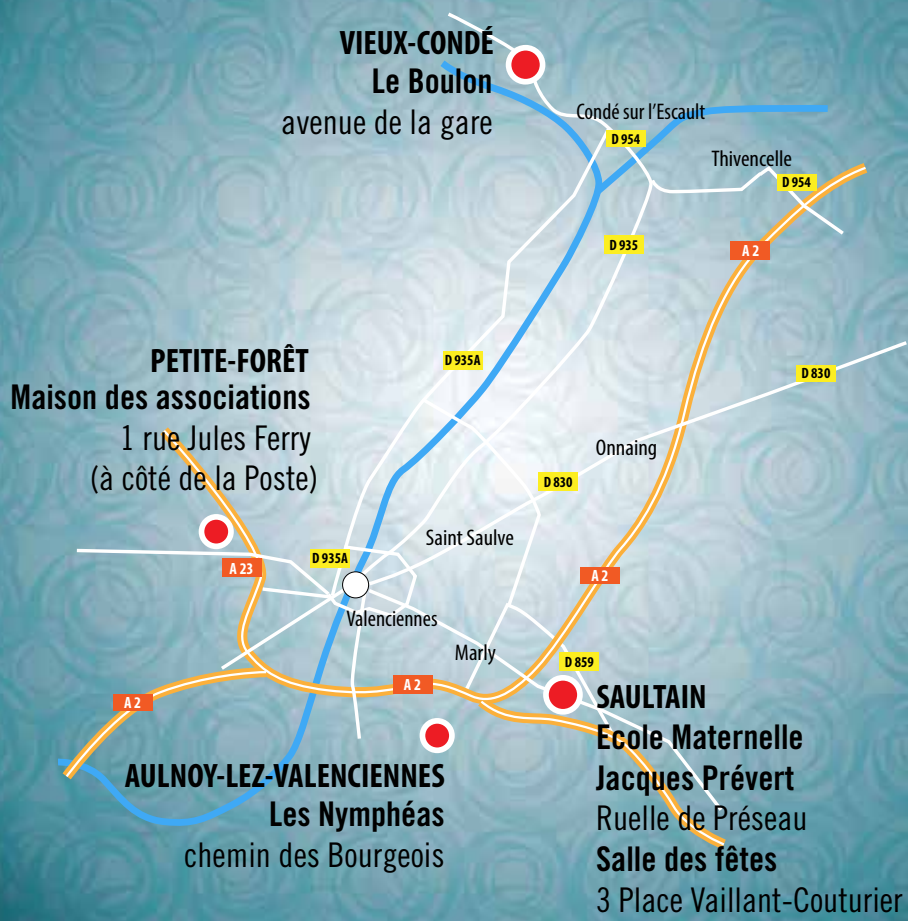 VIEUX-CONDÉ
Le Boulon
avenue de la gare
Condé sur l'Escault
D 954
Thivencelle
D 954
D 935
A 2
PETITE-FORÊT
Maison des associations
1 rue Jules Ferry
(à côté de la Poste)
D 935A
D 830
Onnaing
D 830
Saint Saulve
D 935A
A 23
A 2
Valenciennes
Marly
D 859
A 2
A 2
SAULTAIN
Ecole Maternelle
Jacques Prévert
Ruelle de Préseau
Salle des fêtes
3 Place Vaillant-Couturier
AULNOY-LEZ-VALENCIENNES
Les Nymphéas
chemin des Bourgeois